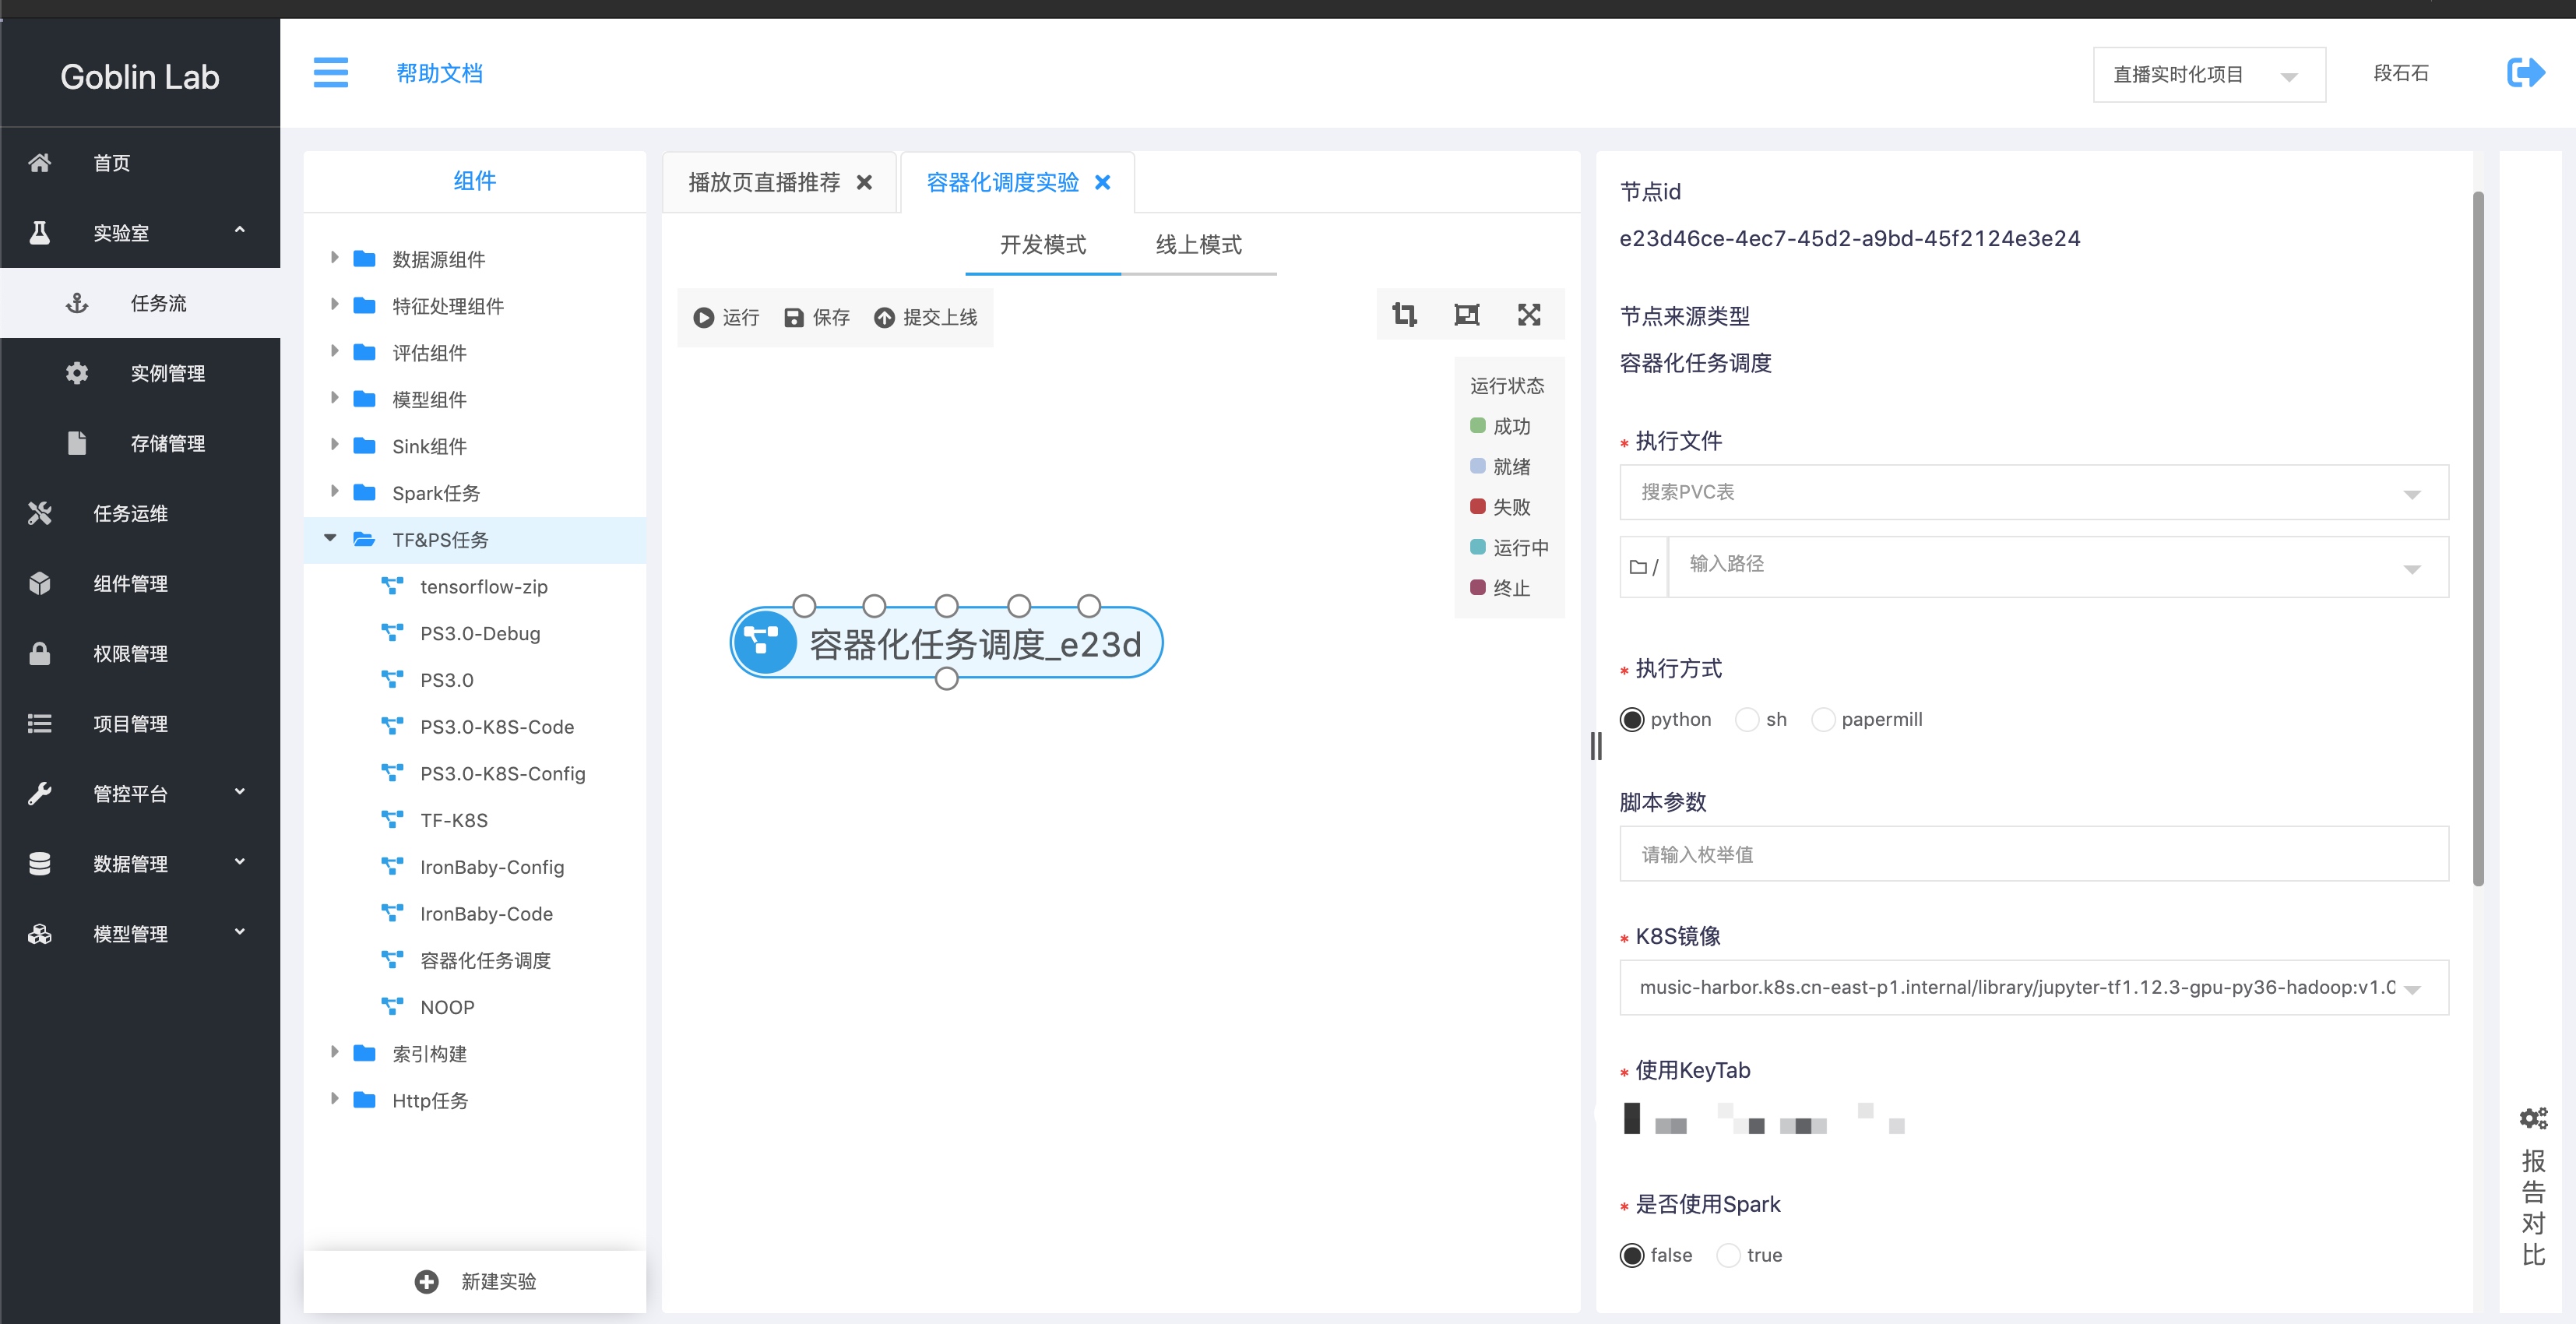 Goblin Lab
帮助文档
直播实时化项目
段石石
首页
实验室
任务流
实例管理
存储管理
任务运维
组件管理
权限管理
项目管理
管控平台
数据管理
模型管理
组件
数据源组件
特征处理组件
评估组件
模型组件
Sink组件
Spark任务
TF&PS任务
tensorflow-zip
PS3.0-Debug
PS3.0
PS3.0-K8S-Code
PS3.0-K8S-Config
TF-K8S
IronBaby-Config
IronBaby-Code
容器化任务调度
NOOP
索引构建
Http任务
新建实验
播放页直播推荐
容器化调度实验
开发模式 线上模式
运行 保存 提交上线
运行状态
成功
就绪
失败
运行中
终止
容器化任务调度_e23d
节点id
e23d46ce-4ec7-45d2-a9bd-45f2124e3e24
节点来源类型
容器化任务调度
* 执行文件
搜索PVC表
/ 输入路径
* 执行方式
python sh papermill
脚本参数
请输入枚举值
* K8S镜像
music-harbor.k8s.cn-east-p1.internal/library/jupyter-tf1.12.3-gpu-py36-hadoop:v1.0
* 使用KeyTab
* 是否使用Spark
false true
报告对比